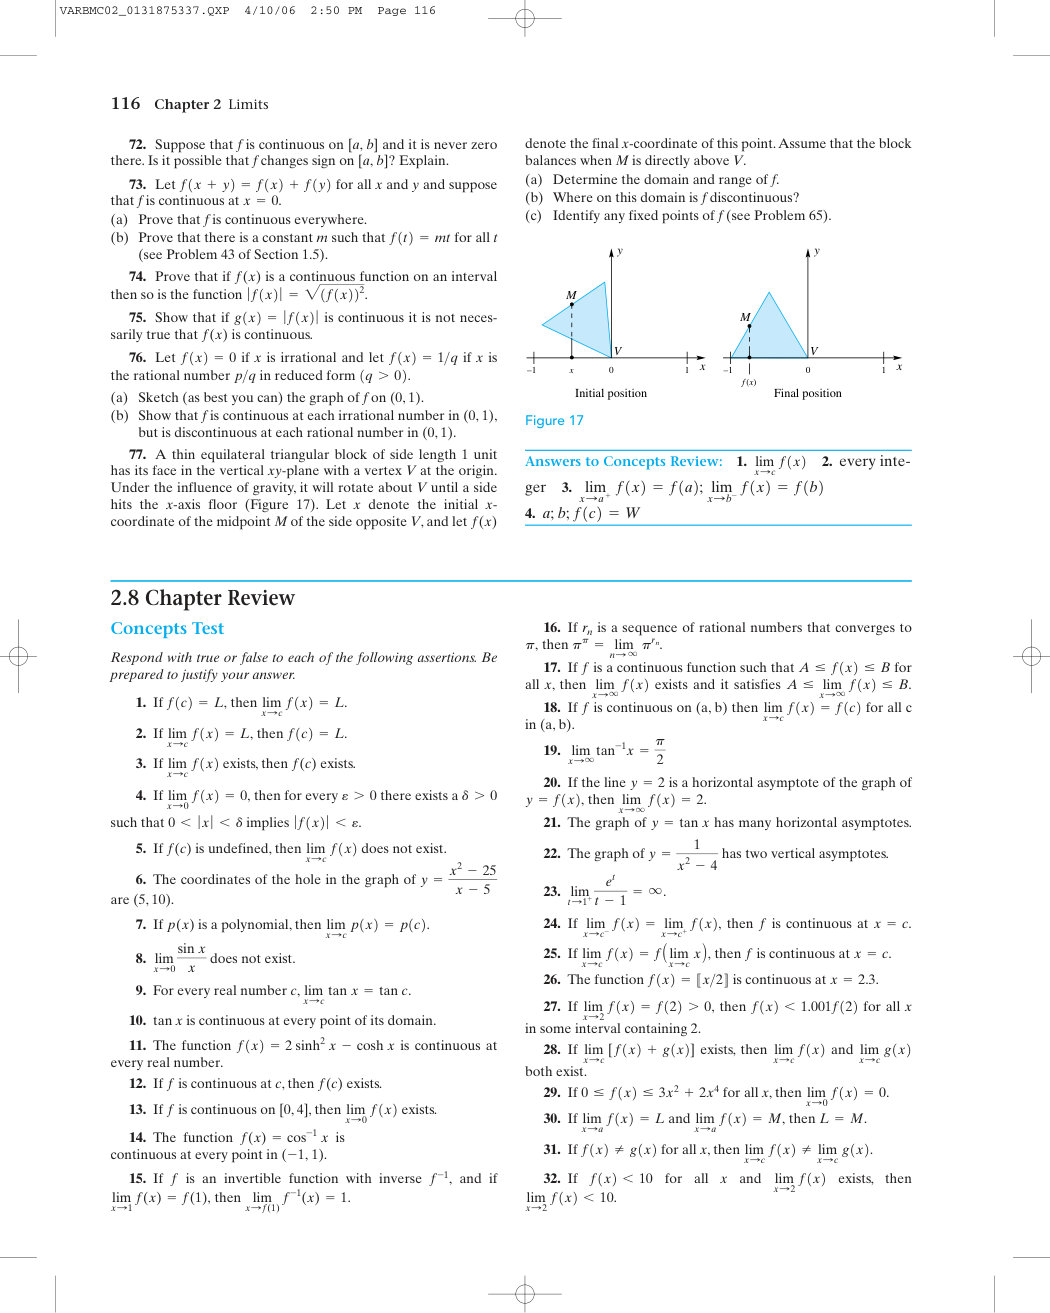 VARBMC02_0131875337.QXP 4/10/06 2:50 PM Page 116
116 Chapter 2 Limits
72. Suppose that f is continuous on [a, b] and it is never zero
there. Is it possible that f changes sign on [a, b]? Explain.
73. Let f(x + y) = f(x) + f(y) for all x and y and suppose
that f is continuous at x = 0.
(a) Prove that f is continuous everywhere.
(b) Prove that there is a constant m such that f(t) = mt for all t
(see Problem 43 of Section 1.5).
74. Prove that if f(x) is a continuous function on an interval
then so is the function |f(x)| = √(f(x))².
75. Show that if g(x) = |f(x)| is continuous it is not neces-
sarily true that f(x) is continuous.
76. Let f(x) = 0 if x is irrational and let f(x) = 1/q if x is
the rational number p/q in reduced form (q > 0).
(a) Sketch (as best you can) the graph of f on (0, 1).
(b) Show that f is continuous at each irrational number in (0, 1),
but is discontinuous at each rational number in (0, 1).
77. A thin equilateral triangular block of side length 1 unit
has its face in the vertical xy-plane with a vertex V at the origin.
Under the influence of gravity, it will rotate about V until a side
hits the x-axis floor (Figure 17). Let x denote the initial x-
coordinate of the midpoint M of the side opposite V, and let f(x)
denote the final x-coordinate of this point. Assume that the block
balances when M is directly above V.
(a) Determine the domain and range of f.
(b) Where on this domain is f discontinuous?
(c) Identify any fixed points of f (see Problem 65).
y
M
V
−1 x 0 1 x
Initial position
y
M
V
−1 0 1 x
f(x)
Final position
Figure 17
Answers to Concepts Review: 1. lim x→c f(x) 2. every inte-
ger 3. lim x→a⁺ f(x) = f(a); lim x→b⁻ f(x) = f(b)
4. a; b; f(c) = W
2.8 Chapter Review
Concepts Test
Respond with true or false to each of the following assertions. Be
prepared to justify your answer.
1. If f(c) = L, then lim x→c f(x) = L.
2. If lim x→c f(x) = L, then f(c) = L.
3. If lim x→c f(x) exists, then f(c) exists.
4. If lim x→0 f(x) = 0, then for every ε > 0 there exists a δ > 0
such that 0 < |x| < δ implies |f(x)| < ε.
5. If f(c) is undefined, then lim x→c f(x) does not exist.
6. The coordinates of the hole in the graph of y = (x² − 25)/(x − 5)
are (5, 10).
7. If p(x) is a polynomial, then lim x→c p(x) = p(c).
8. lim x→0 sin x / x does not exist.
9. For every real number c, lim x→c tan x = tan c.
10. tan x is continuous at every point of its domain.
11. The function f(x) = 2 sinh² x − cosh x is continuous at
every real number.
12. If f is continuous at c, then f(c) exists.
13. If f is continuous on [0, 4], then lim x→0 f(x) exists.
14. The function f(x) = cos⁻¹ x is
continuous at every point in (−1, 1).
15. If f is an invertible function with inverse f⁻¹, and if
lim x→1 f(x) = f(1), then lim x→f(1) f⁻¹(x) = 1.
16. If rₙ is a sequence of rational numbers that converges to
π, then π^π = lim n→∞ π^rₙ.
17. If f is a continuous function such that A ≤ f(x) ≤ B for
all x, then lim x→∞ f(x) exists and it satisfies A ≤ lim x→∞ f(x) ≤ B.
18. If f is continuous on (a, b) then lim x→c f(x) = f(c) for all c
in (a, b).
19. lim x→∞ tan⁻¹x = π/2
20. If the line y = 2 is a horizontal asymptote of the graph of
y = f(x), then lim x→∞ f(x) = 2.
21. The graph of y = tan x has many horizontal asymptotes.
22. The graph of y = 1/(x² − 4) has two vertical asymptotes.
23. lim t→1⁺ eᵗ/(t − 1) = ∞.
24. If lim x→c⁻ f(x) = lim x→c⁺ f(x), then f is continuous at x = c.
25. If lim x→c f(x) = f(lim x→c x), then f is continuous at x = c.
26. The function f(x) = ⟦x/2⟧ is continuous at x = 2.3.
27. If lim x→2 f(x) = f(2) > 0, then f(x) < 1.001f(2) for all x
in some interval containing 2.
28. If lim x→c [f(x) + g(x)] exists, then lim x→c f(x) and lim x→c g(x)
both exist.
29. If 0 ≤ f(x) ≤ 3x² + 2x⁴ for all x, then lim x→0 f(x) = 0.
30. If lim x→a f(x) = L and lim x→a f(x) = M, then L = M.
31. If f(x) ≠ g(x) for all x, then lim x→c f(x) ≠ lim x→c g(x).
32. If f(x) < 10 for all x and lim x→2 f(x) exists, then
lim x→2 f(x) < 10.